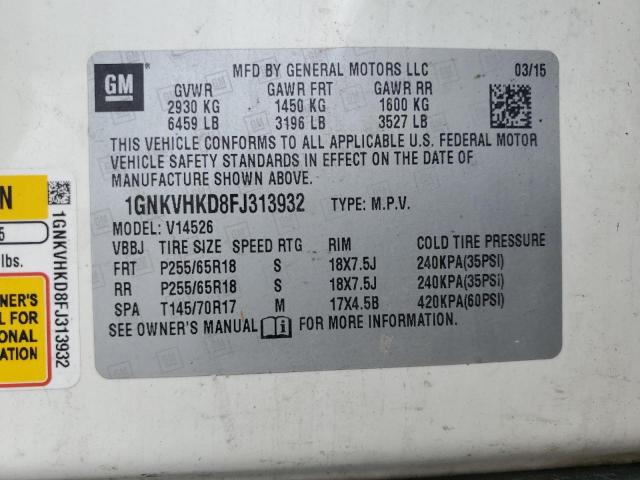 GM
MFD BY GENERAL MOTORS LLC 03/15
GVWR GAWR FRT GAWR RR
2930 KG 1450 KG 1600 KG
6459 LB 3196 LB 3527 LB
THIS VEHICLE CONFORMS TO ALL APPLICABLE U.S. FEDERAL MOTOR
VEHICLE SAFETY STANDARDS IN EFFECT ON THE DATE OF
MANUFACTURE SHOWN ABOVE.
1GNKVHKD8FJ313932 TYPE: M.P.V.
MODEL: V14526
VBBJ TIRE SIZE SPEED RTG RIM COLD TIRE PRESSURE
FRT P255/65R18 S 18X7.5J 240KPA(35PSI)
RR P255/65R18 S 18X7.5J 240KPA(35PSI)
SPA T145/70R17 M 17X4.5B 420KPA(60PSI)
SEE OWNER'S MANUAL FOR MORE INFORMATION.
N
5
lbs.
NER'S
L FOR
ONAL
ATION
1GNKVHKD8FJ313932